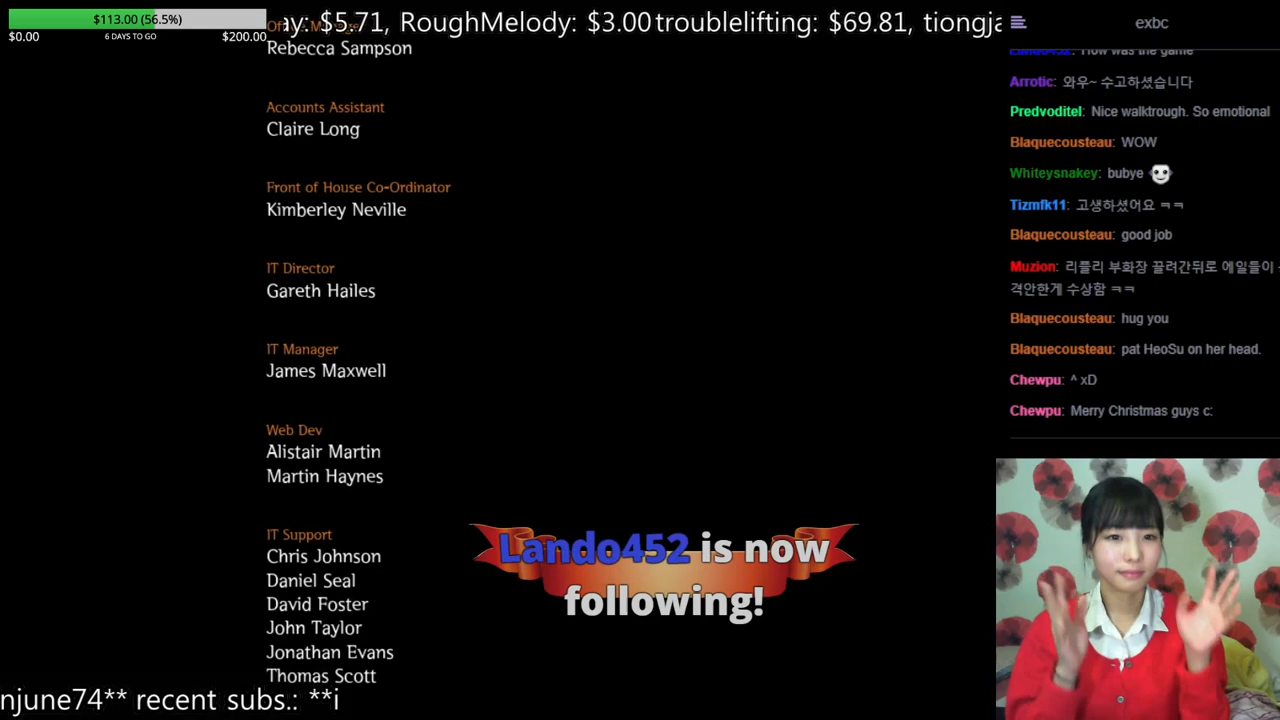 $113.00 (56.5%)
$0.00
6 DAYS TO GO
$200.00
ay: $5.71, RoughMelody: $3.00 troublelifting: $69.81, tiongja
Rebecca Sampson
Accounts Assistant
Claire Long
Front of House Co-Ordinator
Kimberley Neville
IT Director
Gareth Hailes
IT Manager
James Maxwell
Web Dev
Alistair Martin
Martin Haynes
IT Support
Chris Johnson
Daniel Seal
David Foster
John Taylor
Jonathan Evans
Thomas Scott
njune74** recent subs.: **i
Lando452 is now
following!
exbc
Lando452: How was the game
Arrotic: 와우~ 수고하셨습니다
Predvoditel: Nice walktrough. So emotional
Blaquecousteau: WOW
Whiteysnakey: bubye
Tizmfk11: 고생하셨어요 ㅋㅋ
Blaquecousteau: good job
Muzion: 리플리 부화장 끌려간뒤로 에일들이
격안한게 수상함 ㅋㅋ
Blaquecousteau: hug you
Blaquecousteau: pat HeoSu on her head.
Chewpu: ^ xD
Chewpu: Merry Christmas guys c: